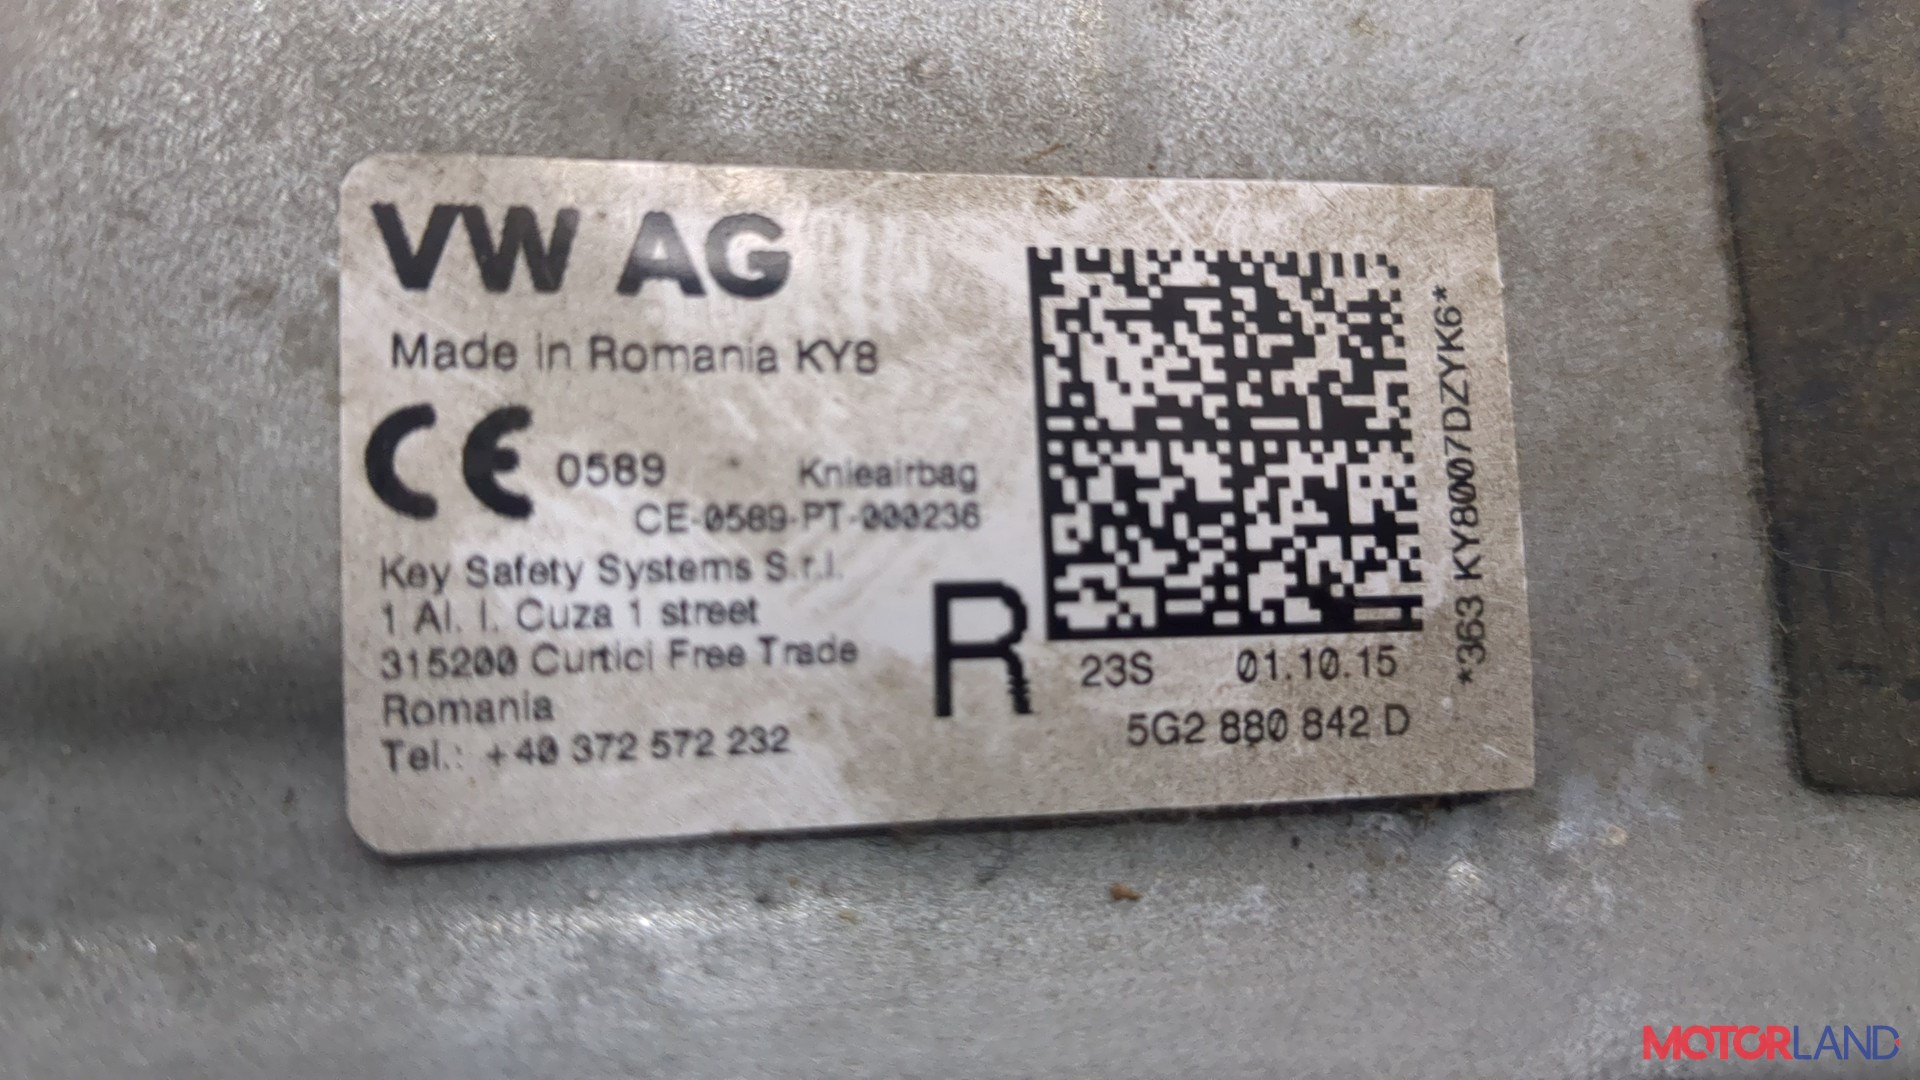 VW AG
Made in Romania KY8
CE 0589 Knieairbag
CE-0589-PT-000236
Key Safety Systems S.r.l.
1 Al. I. Cuza 1 street
315200 Curtici Free Trade
Romania
Tel.: +40 372 572 232
R
23S 01.10.15
5G2 880 842 D
*363 KY8007DZYK6*
MOTORLAND